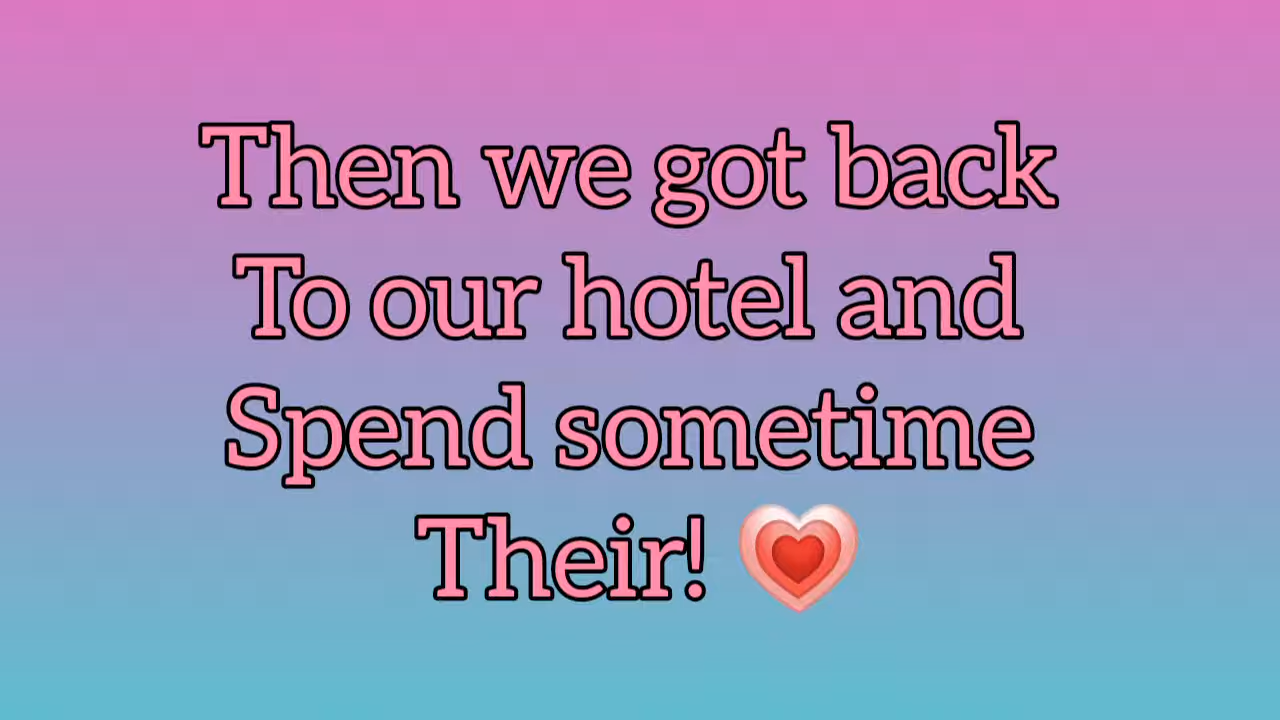 Then we got back
To our hotel and
Spend sometime
Their! 💗